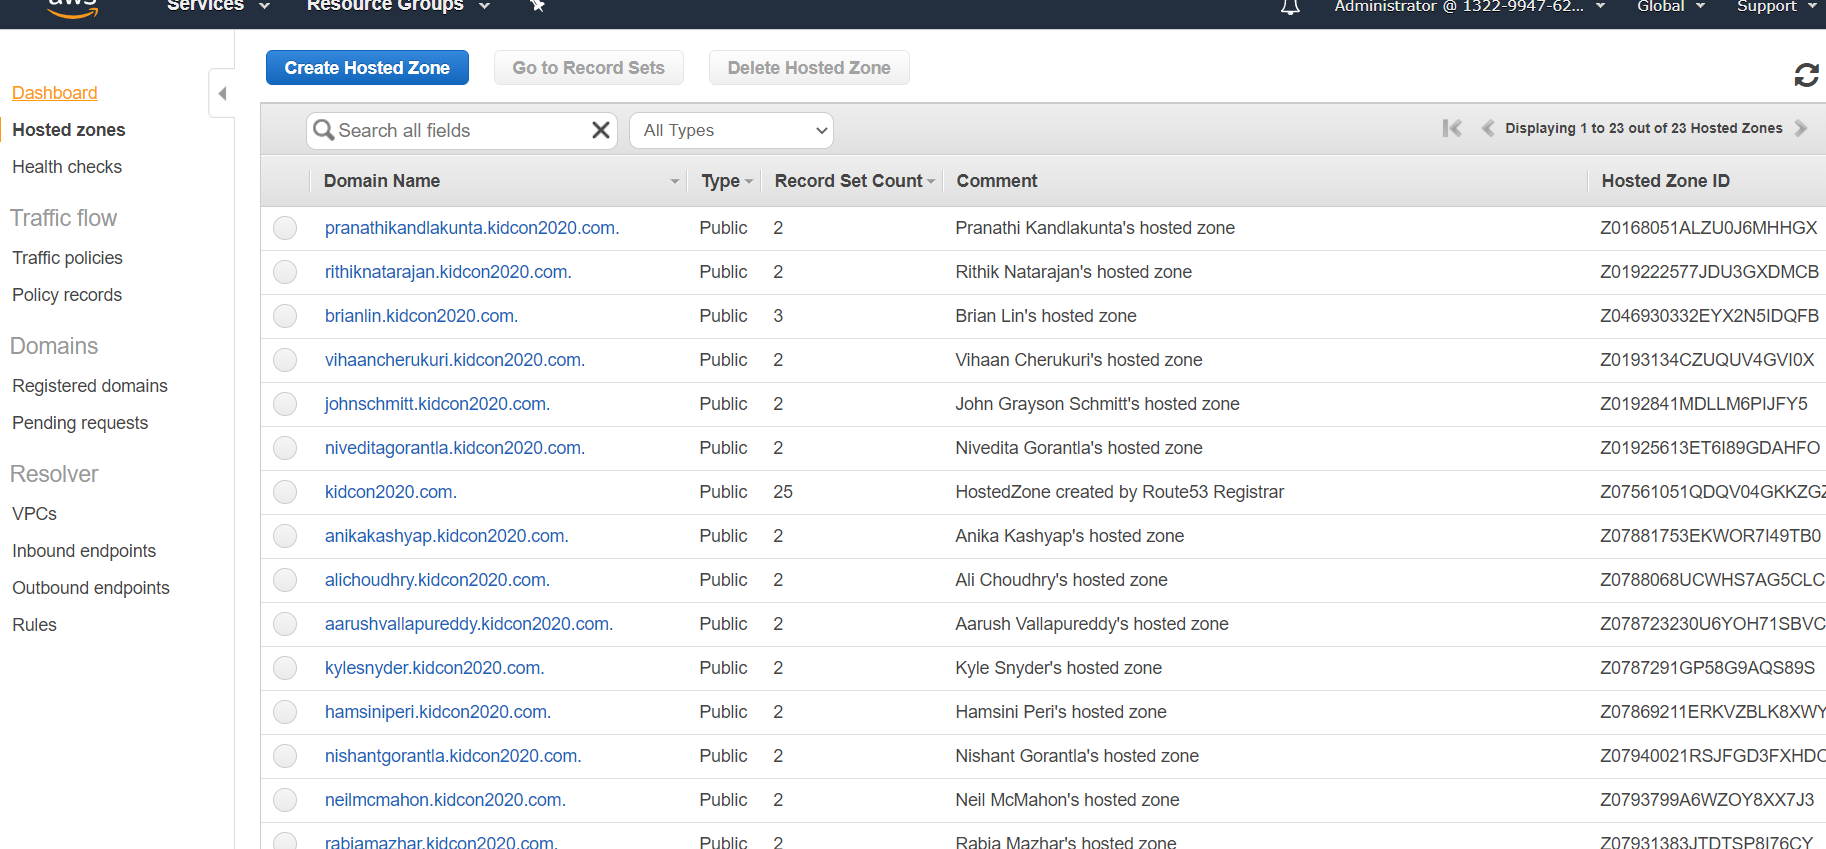 aws Services Resource Groups Administrator @ 1322-9947-62... Global Support
Create Hosted Zone Go to Record Sets Delete Hosted Zone
Dashboard
Hosted zones
Health checks
Traffic flow
Traffic policies
Policy records
Domains
Registered domains
Pending requests
Resolver
VPCs
Inbound endpoints
Outbound endpoints
Rules
Search all fields All Types Displaying 1 to 23 out of 23 Hosted Zones
Domain Name Type Record Set Count Comment Hosted Zone ID
pranathikandlakunta.kidcon2020.com. Public 2 Pranathi Kandlakunta's hosted zone Z0168051ALZU0J6MHHGX
rithiknatarajan.kidcon2020.com. Public 2 Rithik Natarajan's hosted zone Z019222577JDU3GXDMCB
brianlin.kidcon2020.com. Public 3 Brian Lin's hosted zone Z046930332EYX2N5IDQFB
vihaancherukuri.kidcon2020.com. Public 2 Vihaan Cherukuri's hosted zone Z0193134CZUQUV4GVI0X
johnschmitt.kidcon2020.com. Public 2 John Grayson Schmitt's hosted zone Z0192841MDLLM6PIJFY5
niveditagorantla.kidcon2020.com. Public 2 Nivedita Gorantla's hosted zone Z01925613ET6I89GDAHFO
kidcon2020.com. Public 25 HostedZone created by Route53 Registrar Z07561051QDQV04GKKZGZ
anikakashyap.kidcon2020.com. Public 2 Anika Kashyap's hosted zone Z07881753EKWOR7I49TB0
alichoudhry.kidcon2020.com. Public 2 Ali Choudhry's hosted zone Z0788068UCWHS7AG5CLC
aarushvallapureddy.kidcon2020.com. Public 2 Aarush Vallapureddy's hosted zone Z078723230U6YOH71SBVC
kylesnyder.kidcon2020.com. Public 2 Kyle Snyder's hosted zone Z0787291GP58G9AQS89S
hamsiniperi.kidcon2020.com. Public 2 Hamsini Peri's hosted zone Z07869211ERKVZBLK8XWY
nishantgorantla.kidcon2020.com. Public 2 Nishant Gorantla's hosted zone Z07940021RSJFGD3FXHDC
neilmcmahon.kidcon2020.com. Public 2 Neil McMahon's hosted zone Z0793799A6WZOY8XX7J3
rabiamazhar.kidcon2020.com. Public 2 Rabia Mazhar's hosted zone Z07931383JTDTSP8I76CY